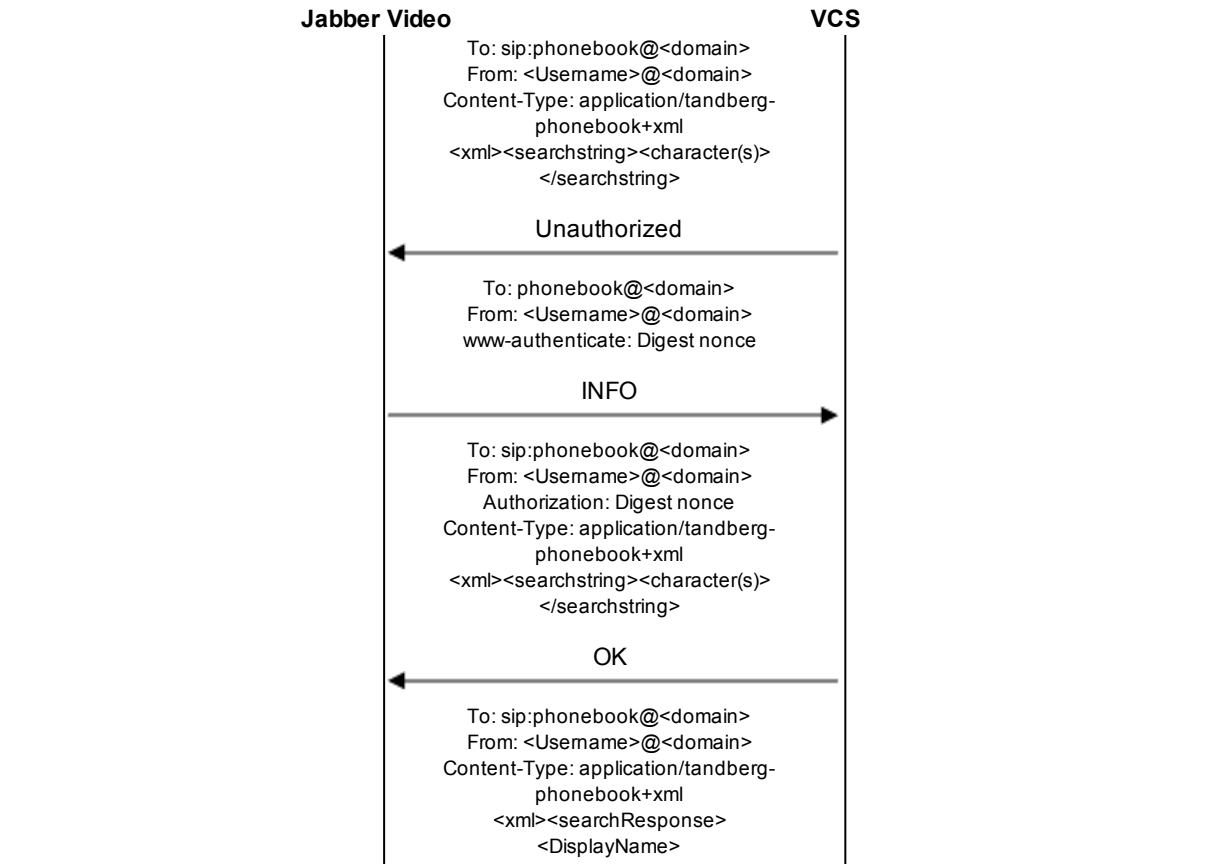 Jabber Video VCS
To: sip:phonebook@<domain>
From: <Username>@<domain>
Content-Type: application/tandberg-
phonebook+xml
<xml><searchstring><character(s)>
</searchstring>
Unauthorized
To: phonebook@<domain>
From: <Username>@<domain>
www-authenticate: Digest nonce
INFO
To: sip:phonebook@<domain>
From: <Username>@<domain>
Authorization: Digest nonce
Content-Type: application/tandberg-
phonebook+xml
<xml><searchstring><character(s)>
</searchstring>
OK
To: sip:phonebook@<domain>
From: <Username>@<domain>
Content-Type: application/tandberg-
phonebook+xml
<xml><searchResponse>
<DisplayName>